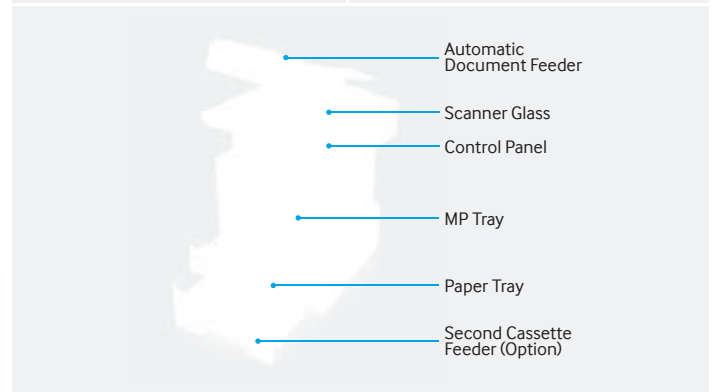 Automatic
Document Feeder
Scanner Glass
Control Panel
MP Tray
Paper Tray
Second Cassette
Feeder (Option)